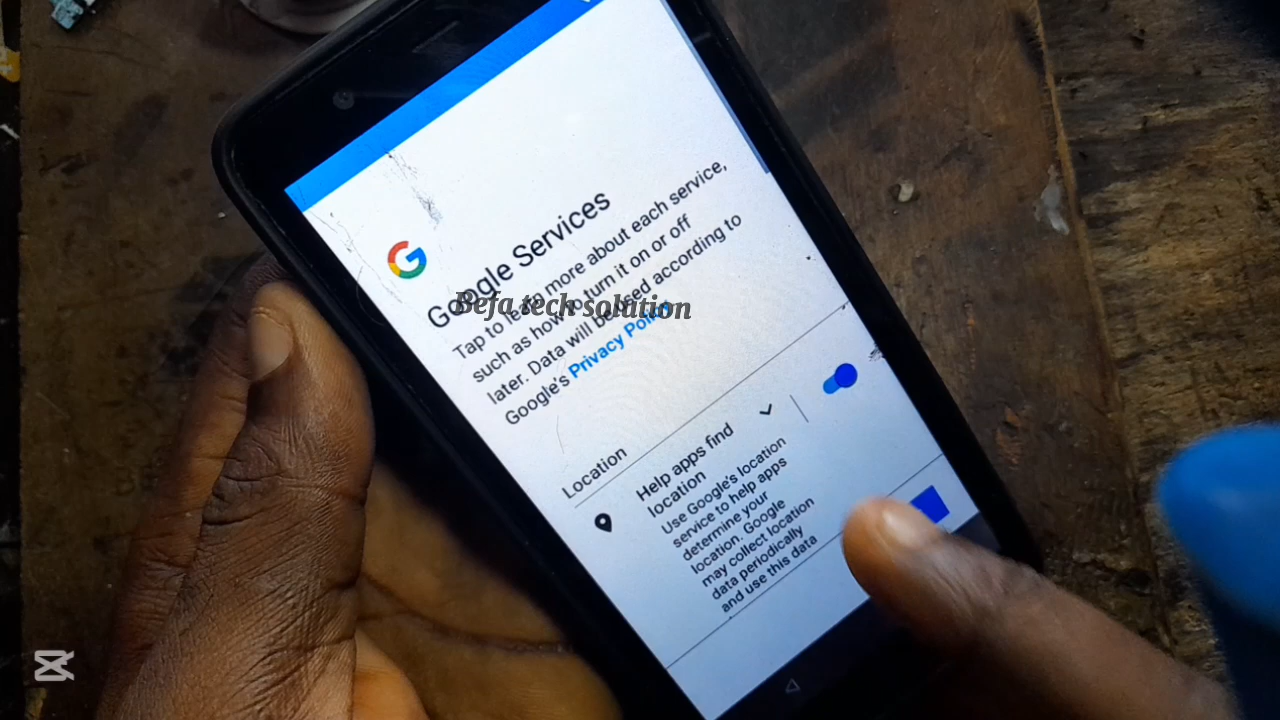 Google Services
Tap to learn more about each service,
such as how to turn it on or off
later. Data will be used according to
Google's Privacy Policy.
Befa tech solution
Location
Help apps find
location
Use Google's location
service to help apps
determine your
location. Google
may collect location
data periodically
and use this data